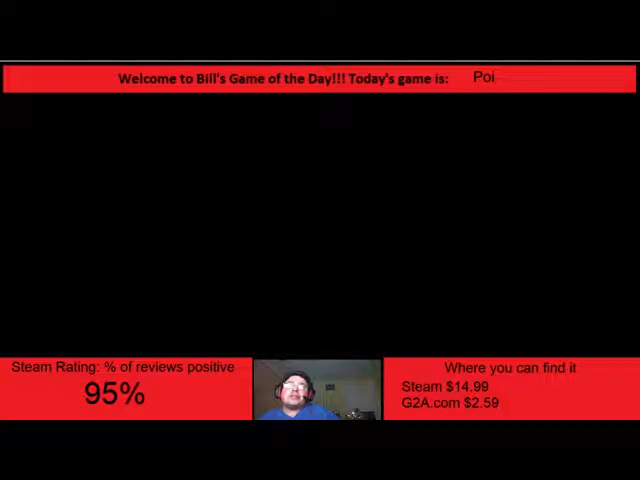 Welcome to Bill's Game of the Day!!! Today's game is: Poi
Steam Rating: % of reviews positive
95%
Where you can find it
Steam $14.99
G2A.com $2.59